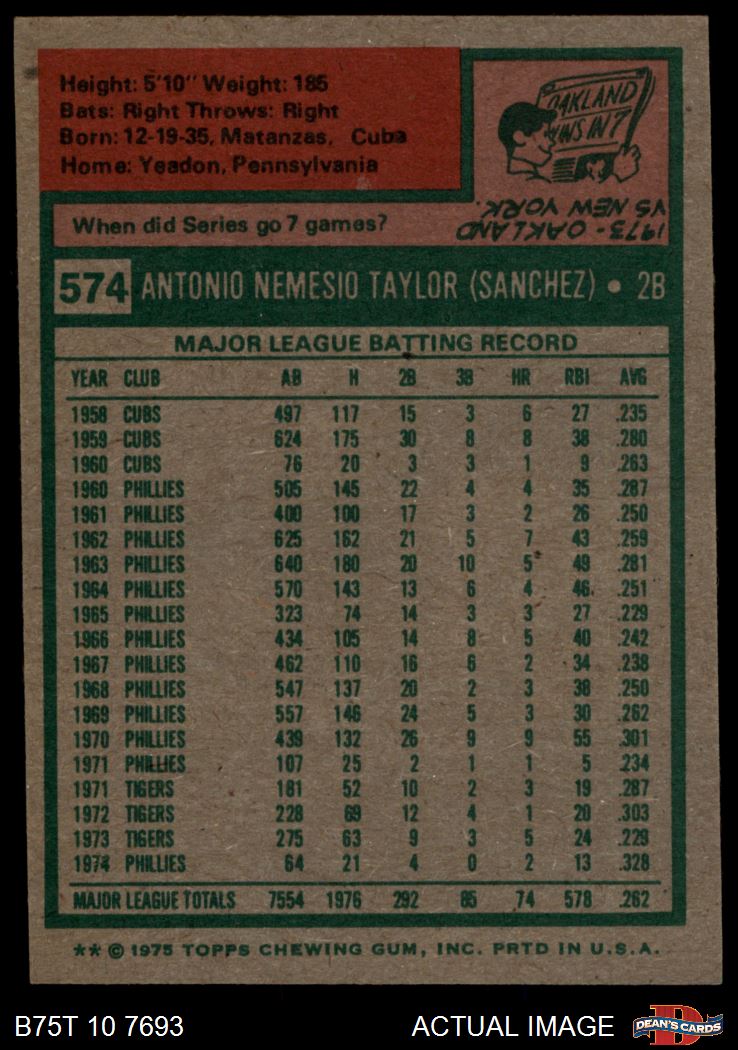 Height: 5'10" Weight: 185
Bats: Right Throws: Right
Born: 12-19-35, Matanzas, Cuba
Home: Yeadon, Pennsylvania
OAKLAND
WINS IN 7
When did Series go 7 games?
1973- OAKLAND
VS NEW YORK.
574 ANTONIO NEMESIO TAYLOR (SANCHEZ) • 2B
MAJOR LEAGUE BATTING RECORD
YEAR CLUB AB H 2B 3B HR RBI AVG
1958 CUBS 497 117 15 3 6 27 .235
1959 CUBS 624 175 30 8 8 38 .280
1960 CUBS 76 20 3 3 1 9 .263
1960 PHILLIES 505 145 22 4 4 35 .287
1961 PHILLIES 400 100 17 3 2 26 .250
1962 PHILLIES 625 162 21 5 7 43 .259
1963 PHILLIES 640 180 20 10 5 49 .281
1964 PHILLIES 570 143 13 6 4 46 .251
1965 PHILLIES 323 74 14 3 3 27 .229
1966 PHILLIES 434 105 14 8 5 40 .242
1967 PHILLIES 462 110 16 6 2 34 .238
1968 PHILLIES 547 137 20 2 3 38 .250
1969 PHILLIES 557 146 24 5 3 30 .262
1970 PHILLIES 439 132 26 9 9 55 .301
1971 PHILLIES 107 25 2 1 1 5 .234
1971 TIGERS 181 52 10 2 3 19 .287
1972 TIGERS 228 69 12 4 1 20 .303
1973 TIGERS 275 63 9 3 5 24 .229
1974 PHILLIES 64 21 4 0 2 13 .328
MAJOR LEAGUE TOTALS 7554 1976 292 85 74 578 .262
** © 1975 TOPPS CHEWING GUM, INC. PRTD IN U.S.A.
B75T 10 7693 ACTUAL IMAGE DEAN'S CARDS